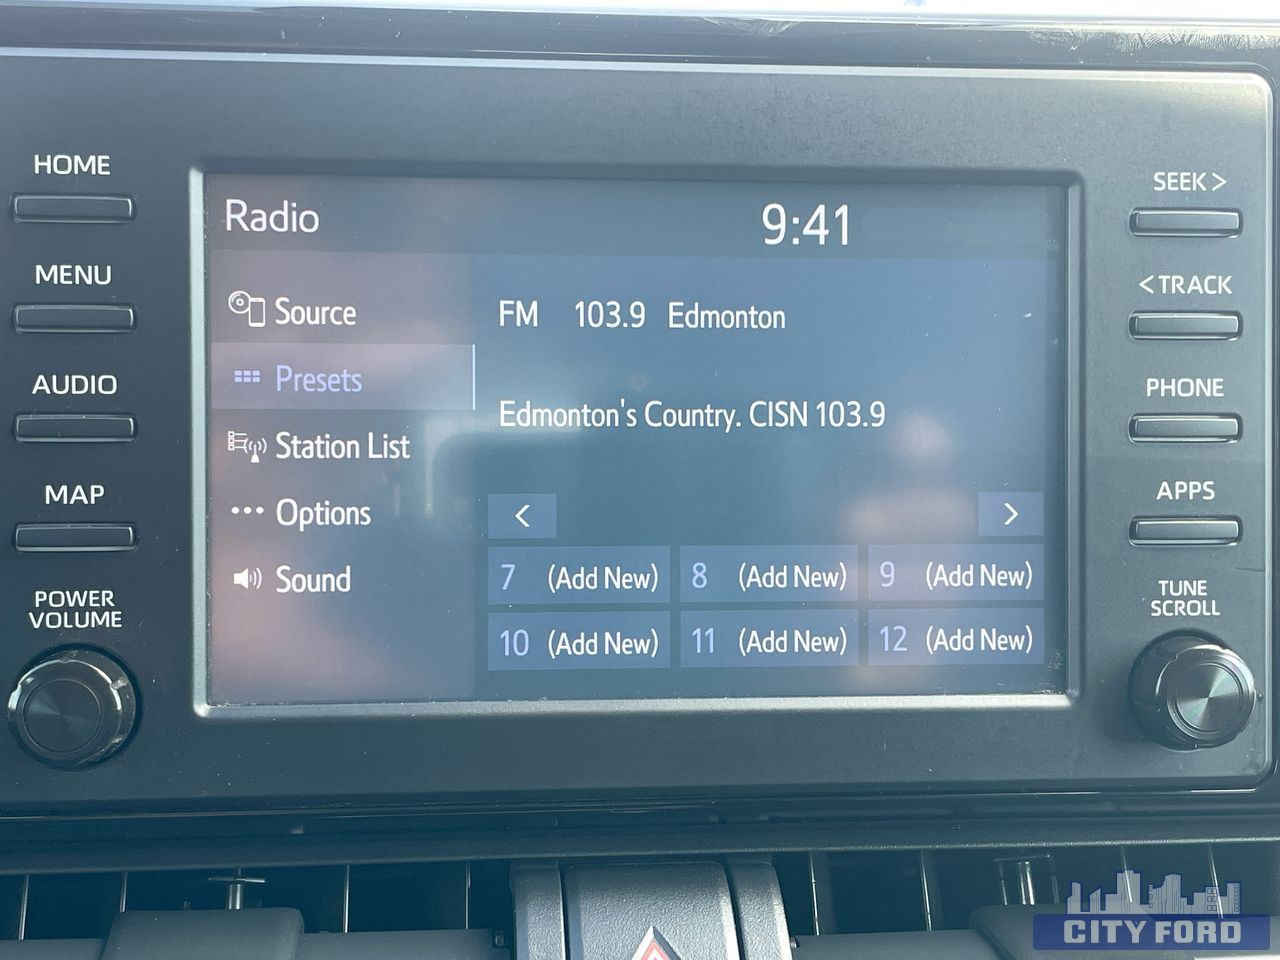 HOME
MENU
AUDIO
MAP
POWER
VOLUME
Radio
9:41
Source
Presets
Station List
Options
Sound
FM 103.9 Edmonton
Edmonton's Country. CISN 103.9
< >
7 (Add New) 8 (Add New) 9 (Add New)
10 (Add New) 11 (Add New) 12 (Add New)
SEEK >
< TRACK
PHONE
APPS
TUNE
SCROLL
CITY FORD